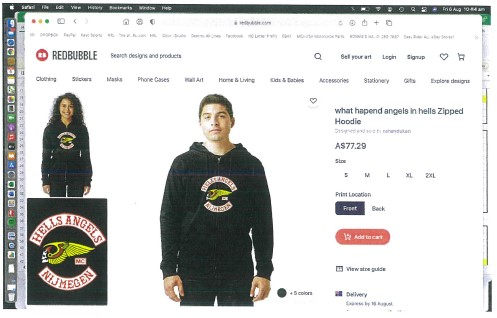 Safari File Edit View History Bookmarks Window Help
Fri 6 Aug 10:44 am
redbubble.com
REDBUBBLE
Search designs and products
Sell your art Login Signup
Clothing Stickers Masks Phone Cases Wall Art Home & Living Kids & Babies Accessories Stationery Gifts Explore designs
HELLS ANGELS
MC
NIJMEGEN
what hapend angels in hells Zipped
Hoodie
Designed and sold by
A$77.29
Size
S M L XL 2XL
Print Location
Front Back
Add to cart
View size guide
+ 5 colors
Delivery
Express by 16 August